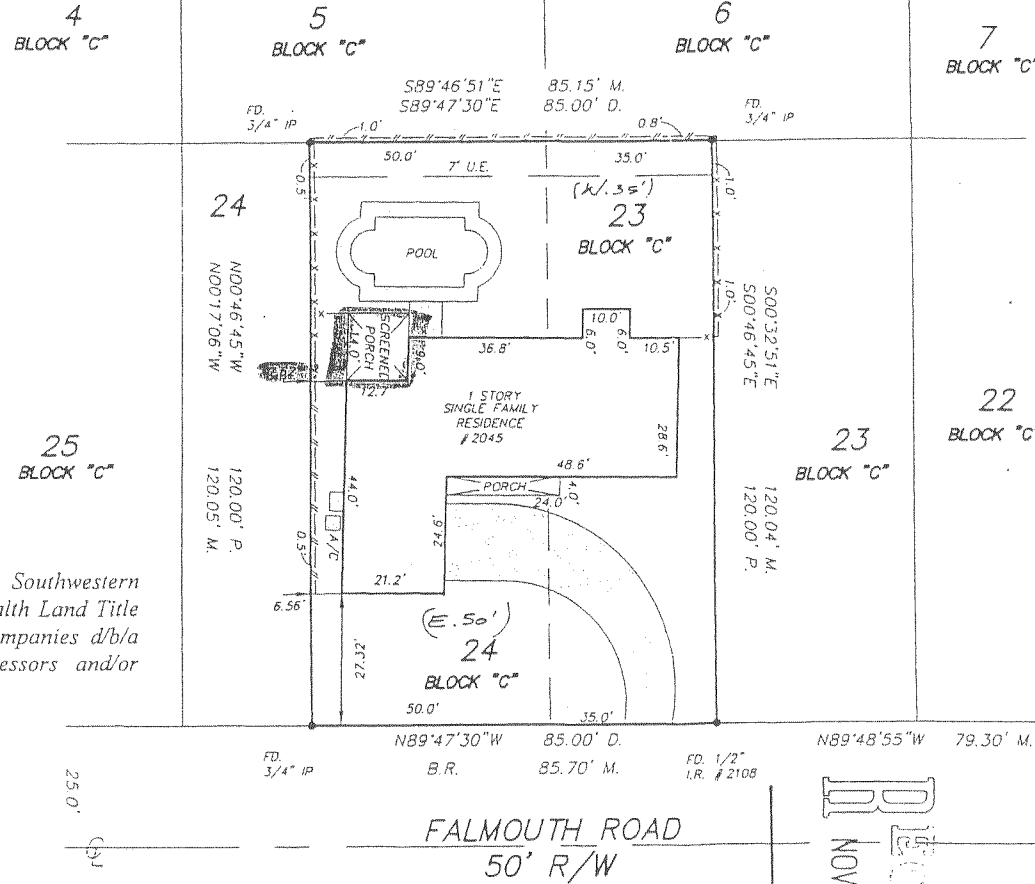 4
BLOCK "C"
5
BLOCK "C"
6
BLOCK "C"
7
BLOCK "C"
S89°46'51"E 85.15' M.
S89°47'30"E 85.00' D.
FD.
3/4" IP
FD.
3/4" IP
1.0'
0.8'
50.0'
35.0'
7' U.E.
(W. 35')
0.5'
1.0'
24
23
BLOCK "C"
POOL
N00°46'45"W
N00°17'06"W
S00°32'51"E
S00°46'45"E
1.0'
SCREENED
PORCH
14.0'
9.0'
12.7'
10.0'
6.0'
6.0'
36.8'
10.5'
1 STORY
SINGLE FAMILY
RESIDENCE
# 2045
28.6'
22
BLOCK "C"
25
BLOCK "C"
23
BLOCK "C"
48.6'
PORCH
4.0'
24.0'
120.00' P.
120.05' M.
120.04' M.
120.00' P.
44.0'
24.6'
A/C
0.5'
21.2'
6.56'
Southwestern
alth Land Title
mpanies d/b/a
essors and/or
(E. 50')
24
BLOCK "C"
27.32'
50.0'
35.0'
N89°47'30"W 85.00' D.
B.R. 85.70' M.
N89°48'55"W 79.30' M.
FD.
3/4" IP
FD. 1/2"
I.R. # 2108
25.0'
FALMOUTH ROAD
50' R/W
REC
NOV